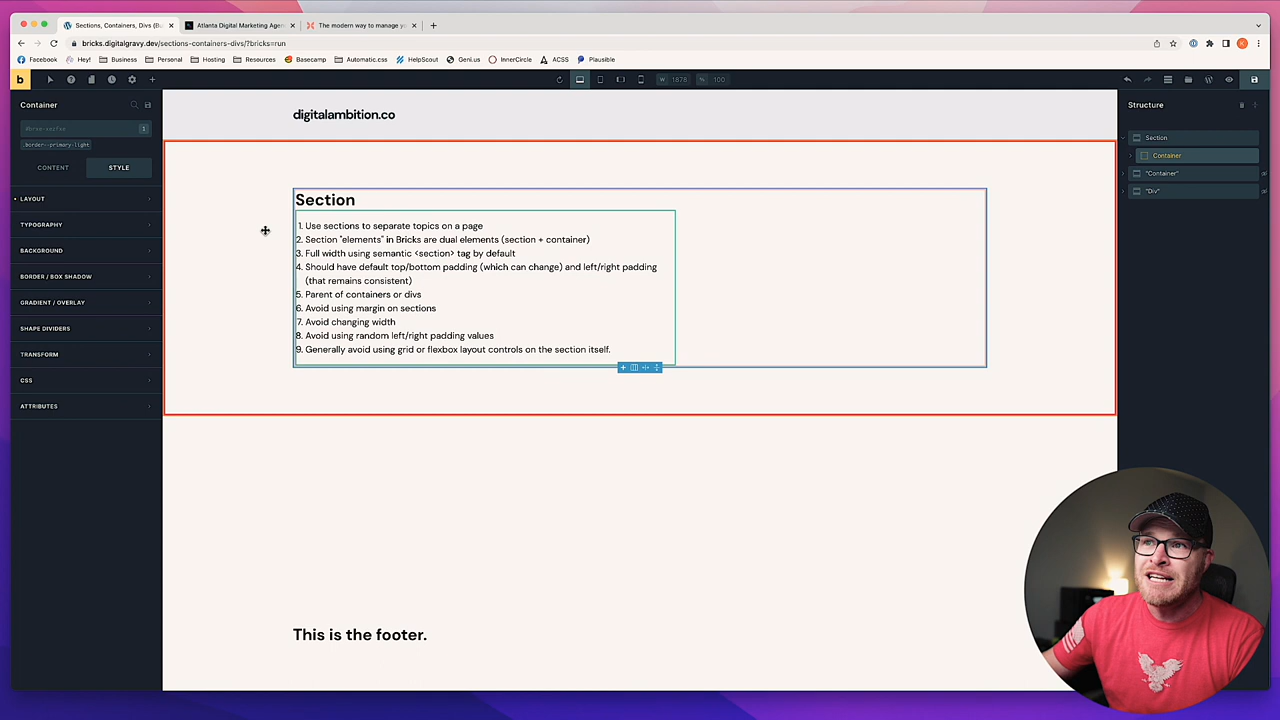 Sections, Containers, Divs (Bu
Atlanta Digital Marketing Agen
The modern way to manage yo
bricks.digitalgravy.dev/sections-containers-divs/?bricks=run
Facebook
Hey!
Business
Personal
Hosting
Resources
Basecamp
Automatic.css
HelpScout
Geni.us
InnerCircle
ACSS
Plausible
b
W 1878
% 100
Container
1
.border--primary-light
CONTENT
STYLE
LAYOUT
TYPOGRAPHY
BACKGROUND
BORDER / BOX SHADOW
GRADIENT / OVERLAY
SHAPE DIVIDERS
TRANSFORM
CSS
ATTRIBUTES
digitalambition.co
Section
1. Use sections to separate topics on a page
2. Section "elements" in Bricks are dual elements (section + container)
3. Full width using semantic <section> tag by default
4. Should have default top/bottom padding (which can change) and left/right padding
(that remains consistent)
5. Parent of containers or divs
6. Avoid using margin on sections
7. Avoid changing width
8. Avoid using random left/right padding values
9. Generally avoid using grid or flexbox layout controls on the section itself.
This is the footer.
Structure
Section
Container
"Container"
"Div"